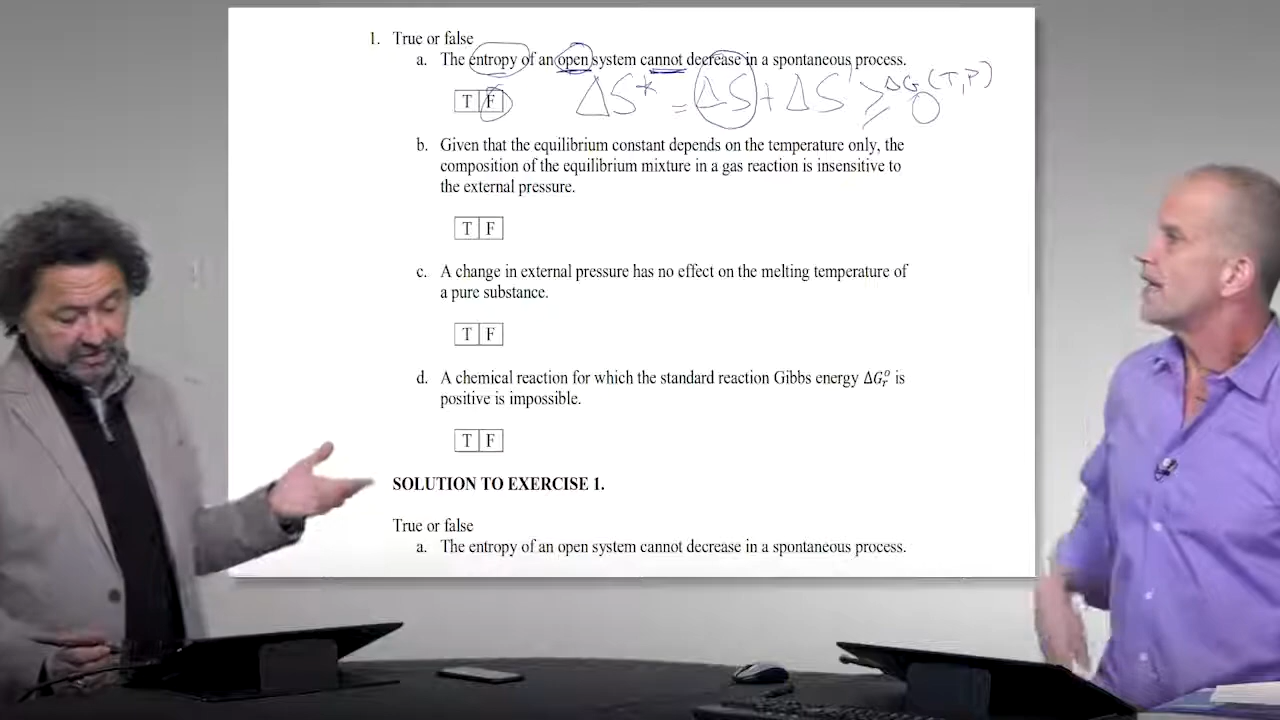 1. True or false
a. The entropy of an open system cannot decrease in a spontaneous process.
T F ΔS* = ΔS + ΔS' ≥ 0 ΔG (T,P)
b. Given that the equilibrium constant depends on the temperature only, the
composition of the equilibrium mixture in a gas reaction is insensitive to
the external pressure.
T F
c. A change in external pressure has no effect on the melting temperature of
a pure substance.
T F
d. A chemical reaction for which the standard reaction Gibbs energy ΔG_r^o is
positive is impossible.
T F
SOLUTION TO EXERCISE 1.
True or false
a. The entropy of an open system cannot decrease in a spontaneous process.